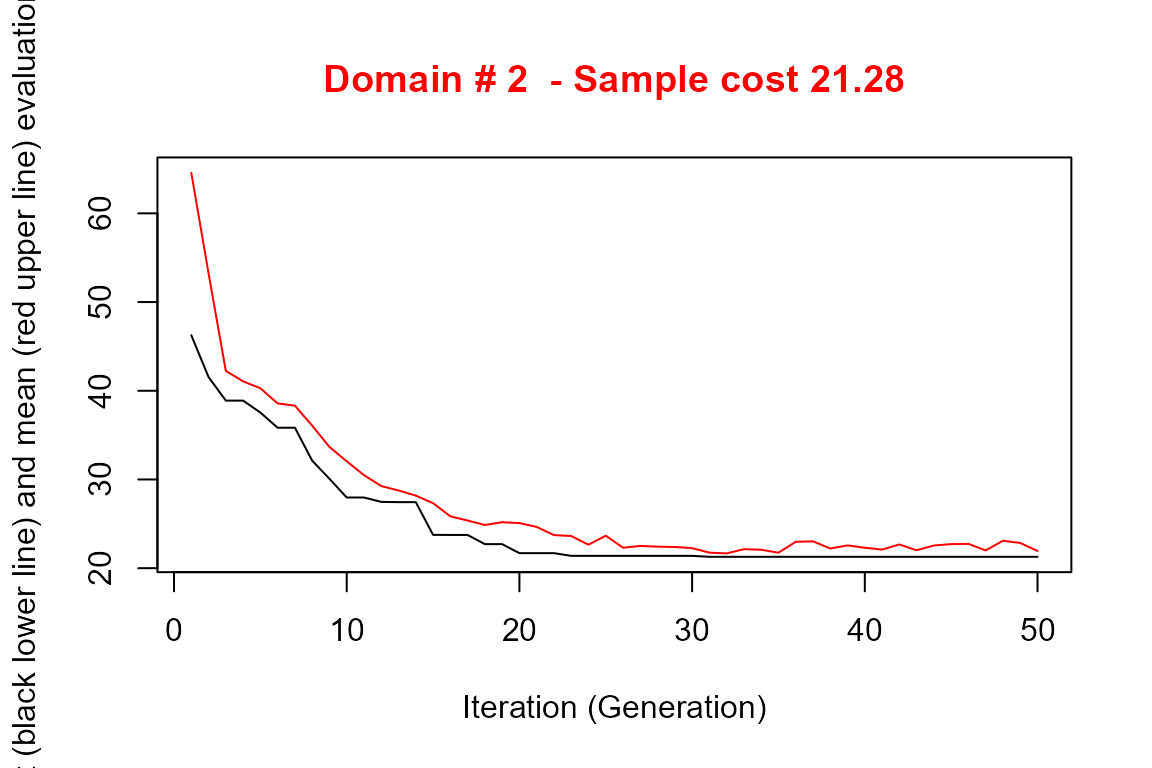 Domain # 2  - Sample cost 21.28
(black lower line) and mean (red upper line) evaluation
60
50
40
30
20
0 10 20 30 40 50
Iteration (Generation)